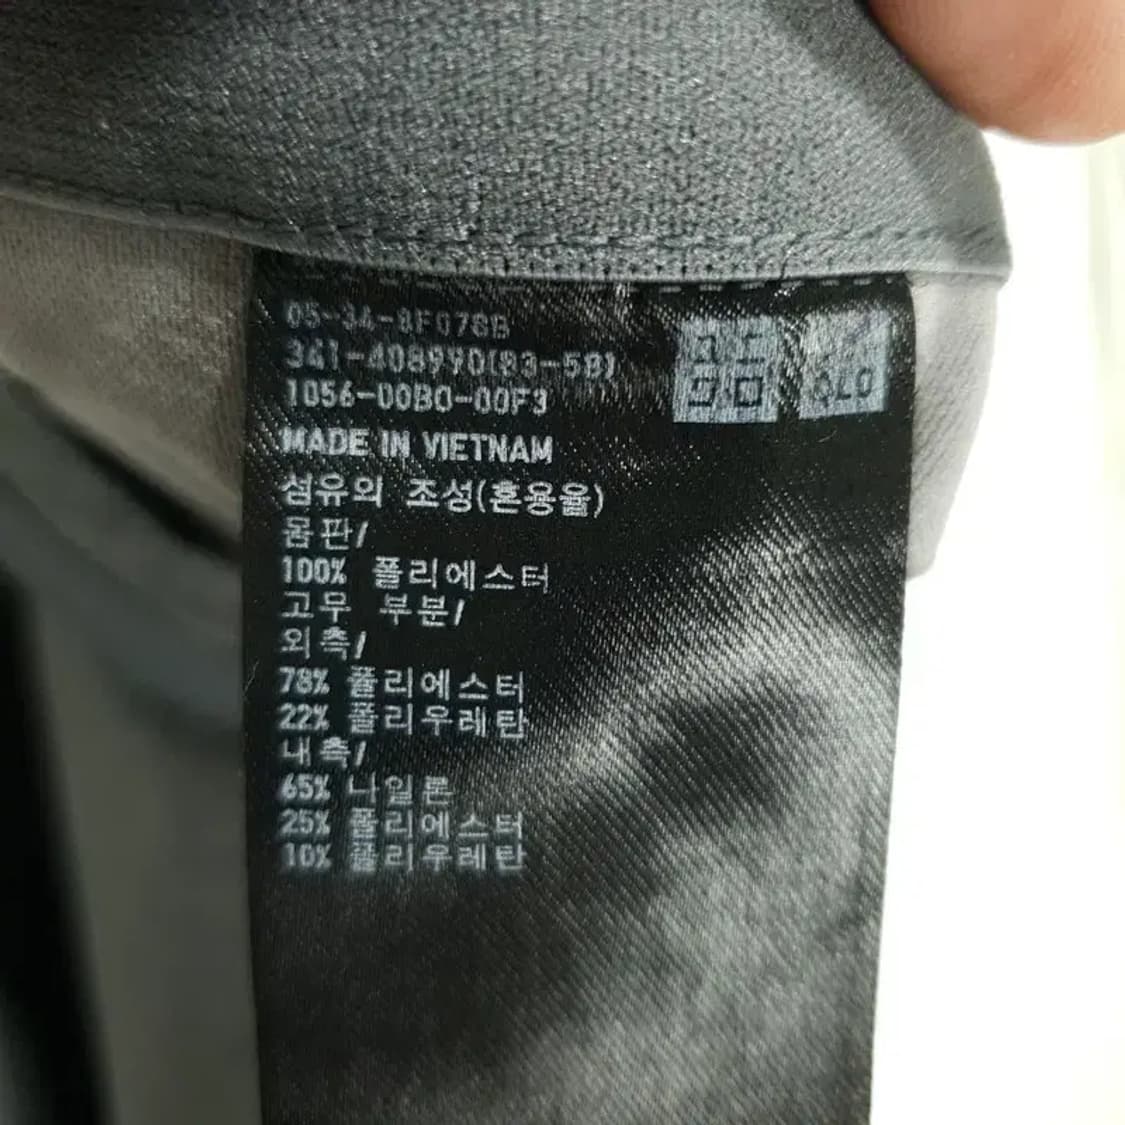 05-34-8F078B
341-408990(83-58)
1056-00B0-00F3
MADE IN VIETNAM
섬유의 조성(혼용율)
몸판/
100% 폴리에스터
고무 부분/
외측/
78% 폴리에스터
22% 폴리우레탄
내측/
65% 나일론
25% 폴리에스터
10% 폴리우레탄